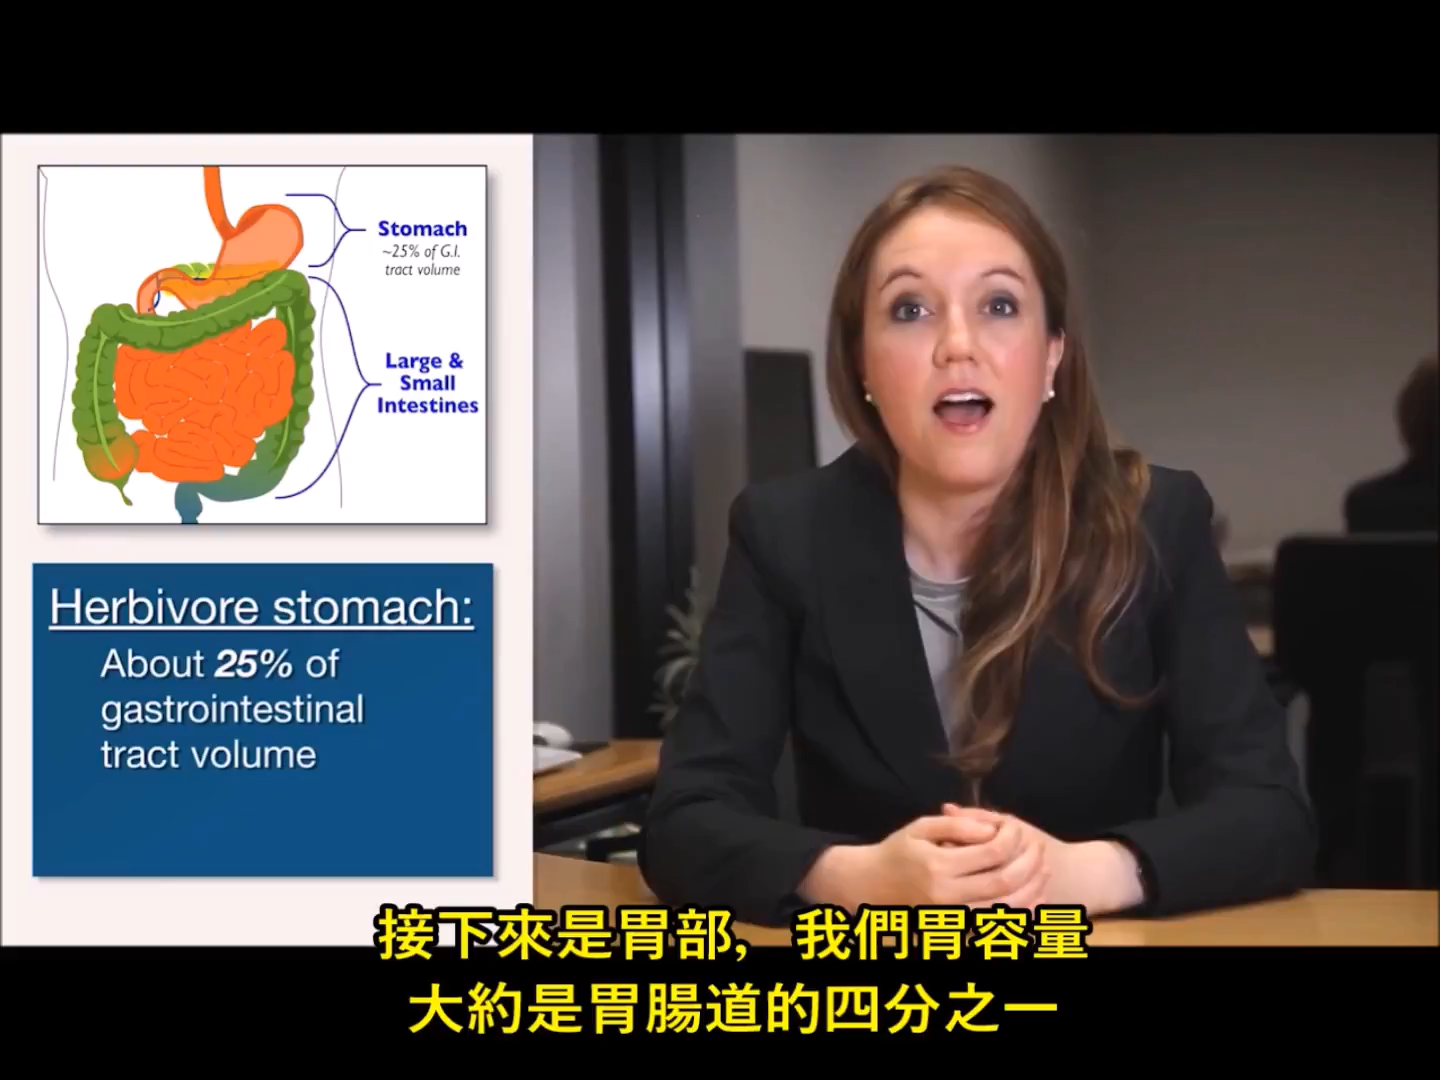 Stomach
~25% of G.I.
tract volume
Large &
Small
Intestines
Herbivore stomach:
About 25% of
gastrointestinal
tract volume
接下來是胃部, 我們胃容量
大約是胃腸道的四分之一